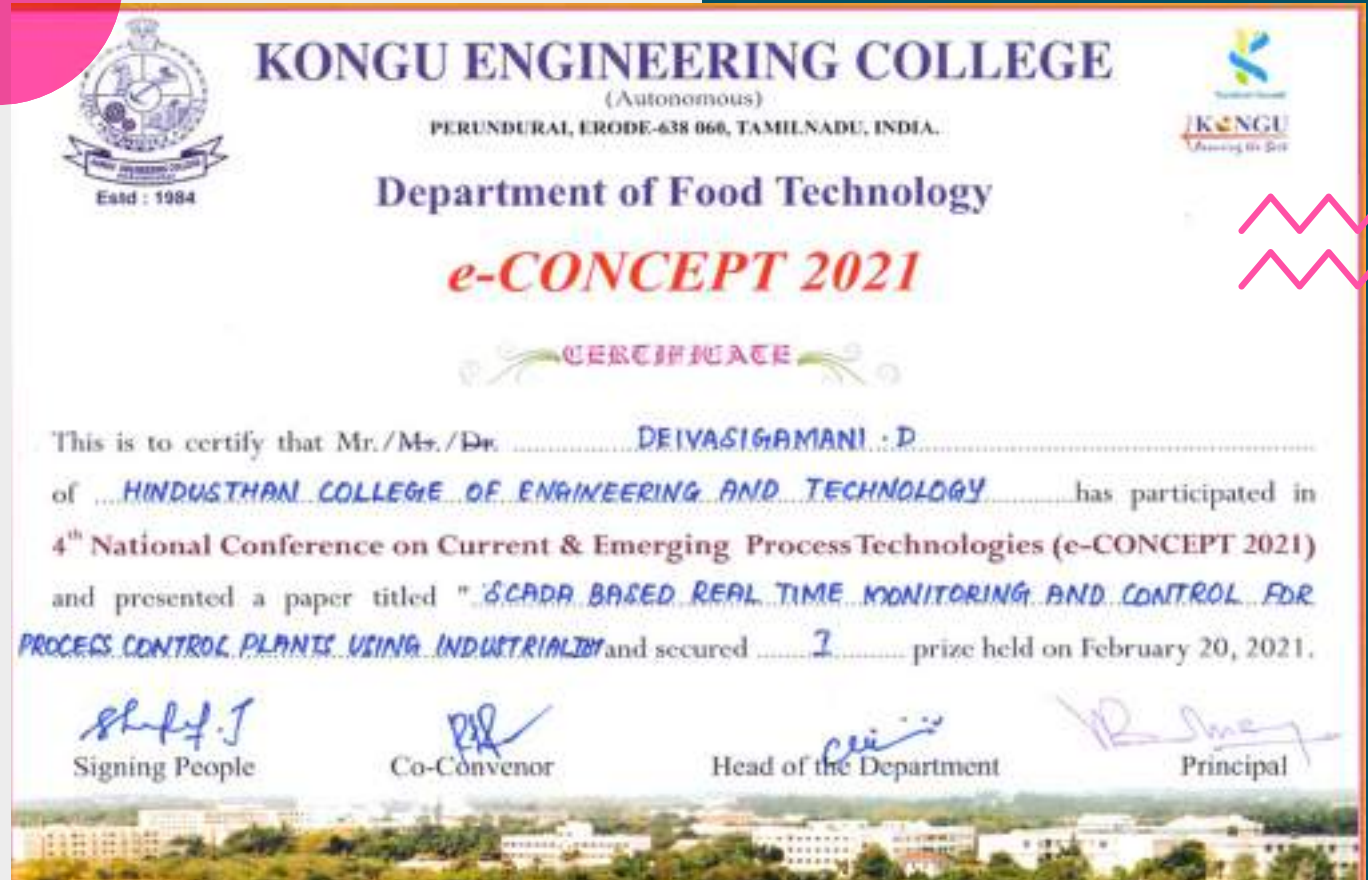 KONGU ENGINEERING COLLEGE
(Autonomous)
PERUNDURAI, ERODE-638 060, TAMILNADU, INDIA.
KONGU
Estd : 1984
Department of Food Technology
e-CONCEPT 2021
CERTIFICATE
This is to certify that Mr./Ms./Dr. DEIVASIGAMANI . D
of HINDUSTHAN COLLEGE OF ENGINEERING AND TECHNOLOGY has participated in
4th National Conference on Current & Emerging Process Technologies (e-CONCEPT 2021)
and presented a paper titled " SCADA BASED REAL TIME MONITORING AND CONTROL FOR
PROCESS CONTROL PLANTS USING INDUSTRIAL and secured I prize held on February 20, 2021.
Signing People Co-Convenor Head of the Department Principal